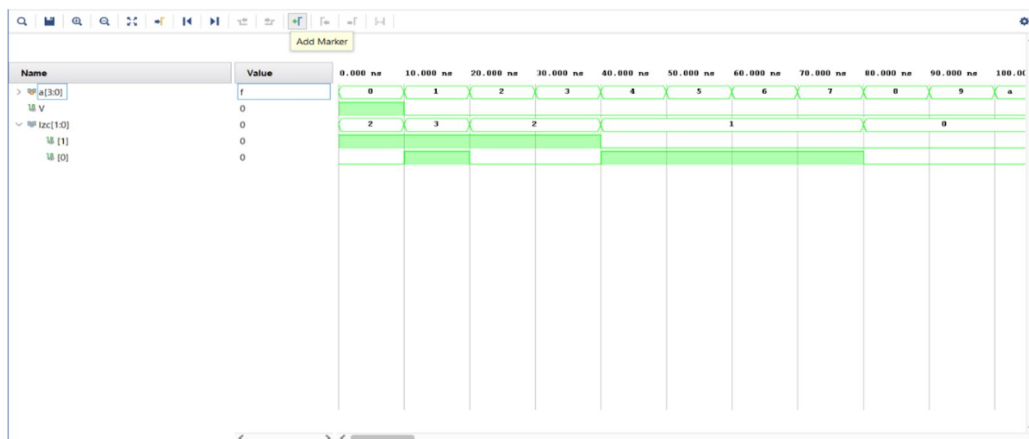 Add Marker
Name Value 0.000 ns 10.000 ns 20.000 ns 30.000 ns 40.000 ns 50.000 ns 60.000 ns 70.000 ns 80.000 ns 90.000 ns 100.00
a[3:0] f 0 1 2 3 4 5 6 7 8 9 a
V 0
lzc[1:0] 0 2 3 2 1 0
[1] 0
[0] 0